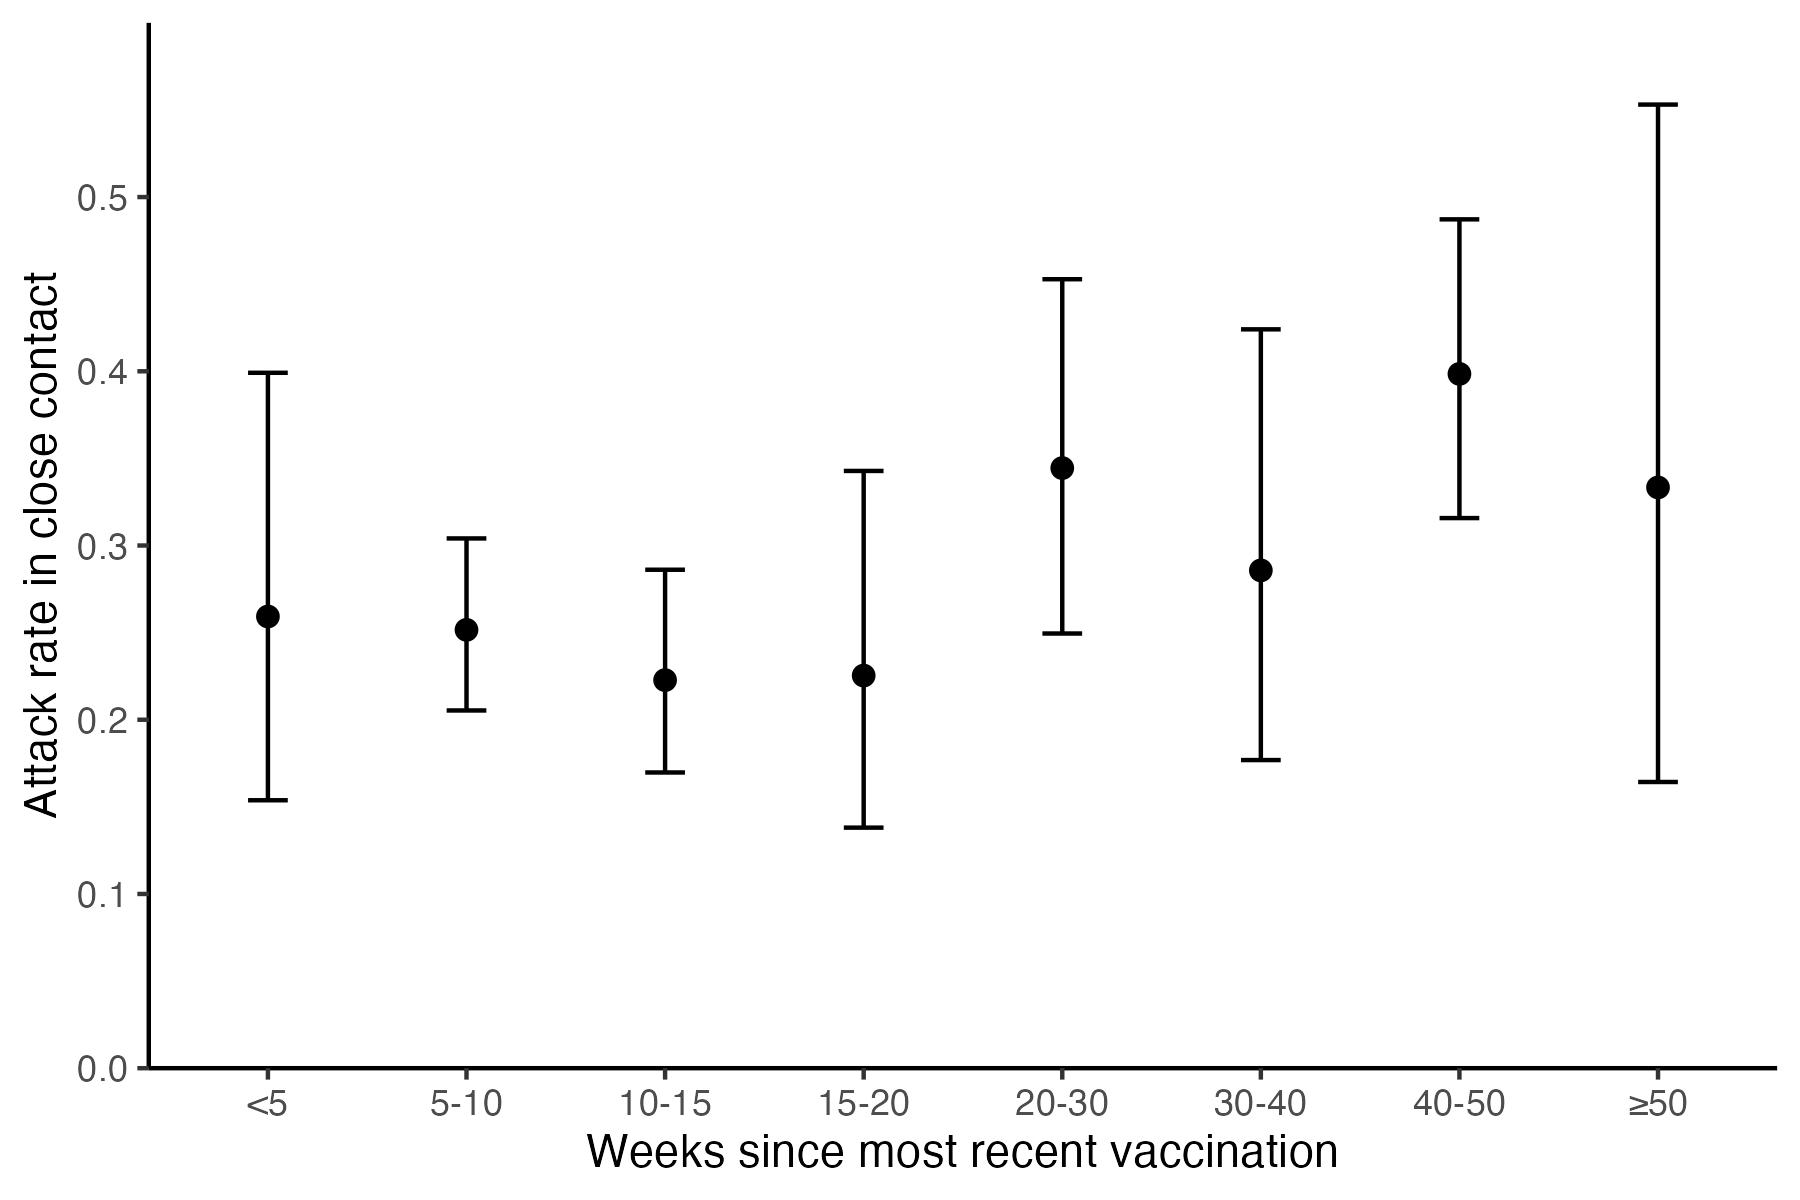 Attack rate in close contact
0.5
0.4
0.3
0.2
0.1
0.0
<5 5-10 10-15 15-20 20-30 30-40 40-50 ≥50
Weeks since most recent vaccination